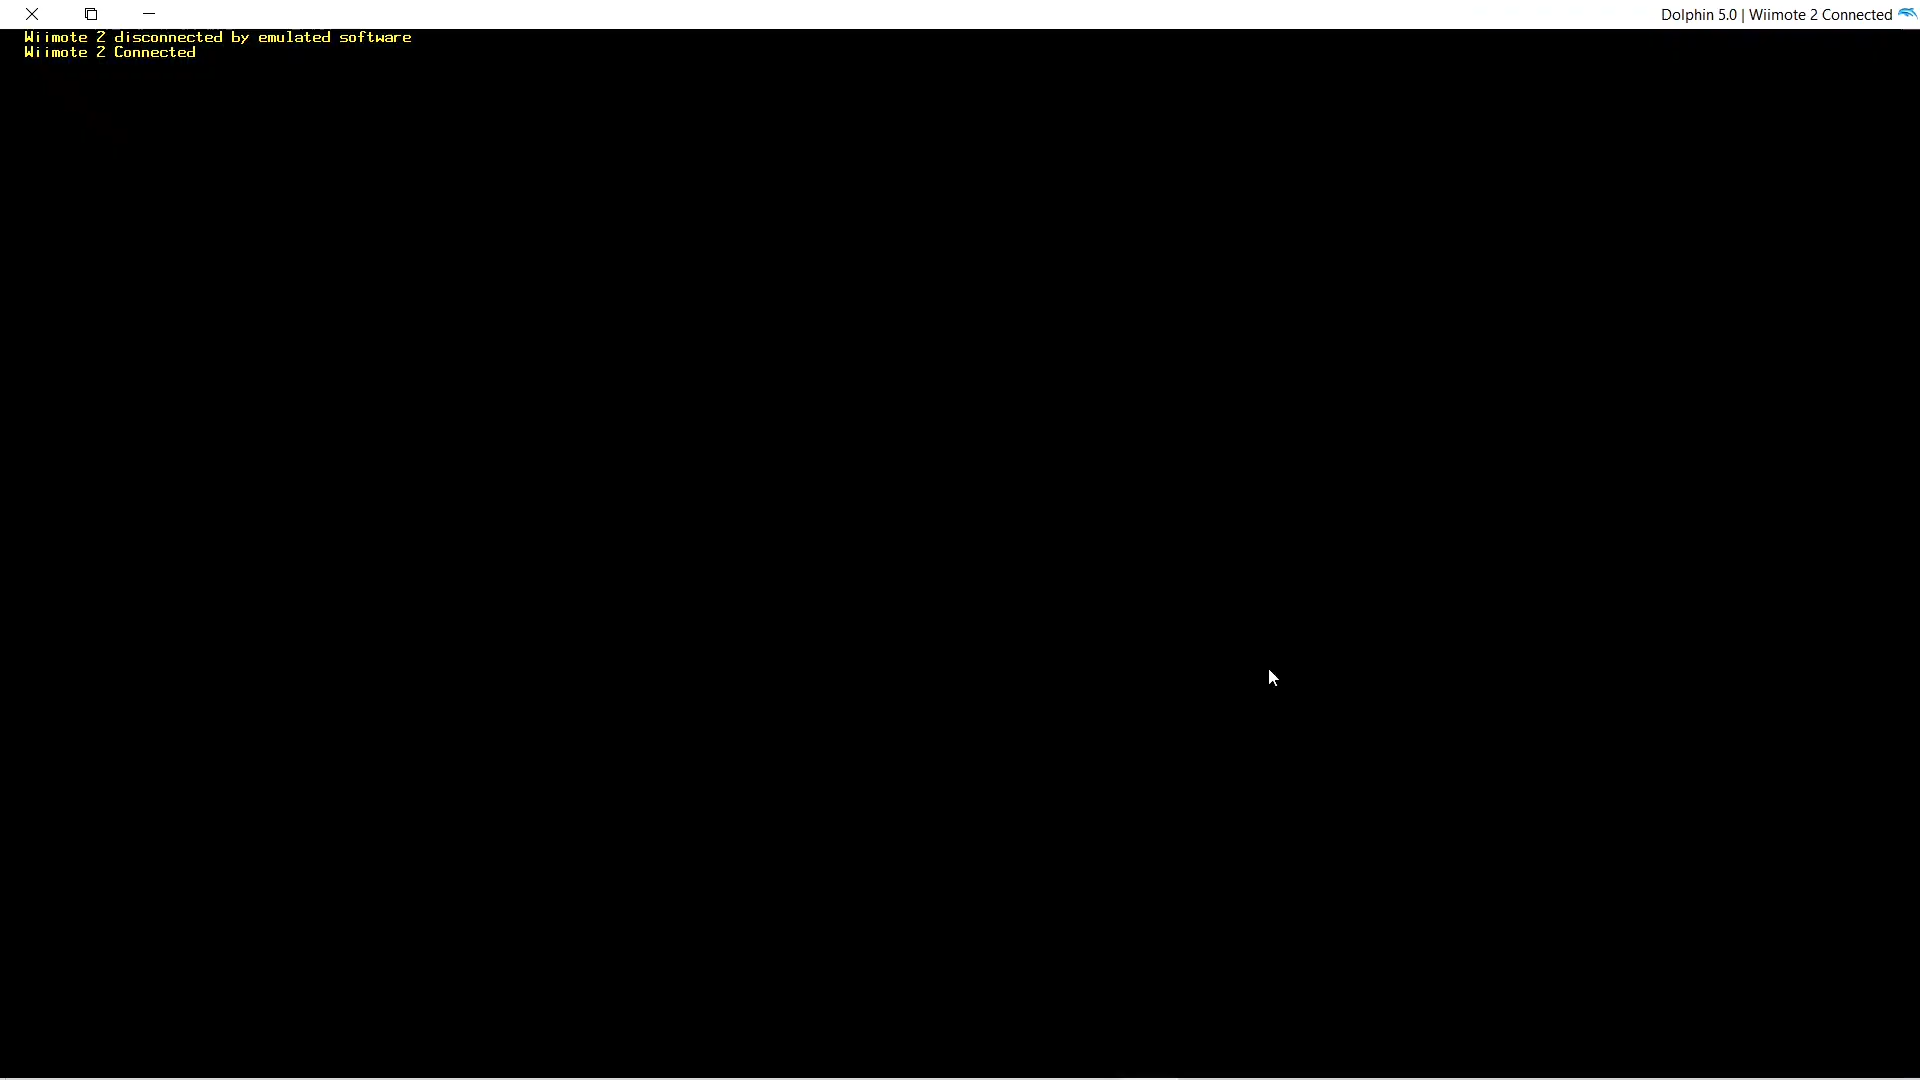 Dolphin 5.0 | Wiimote 2 Connected
Wiimote 2 disconnected by emulated software
Wiimote 2 Connected